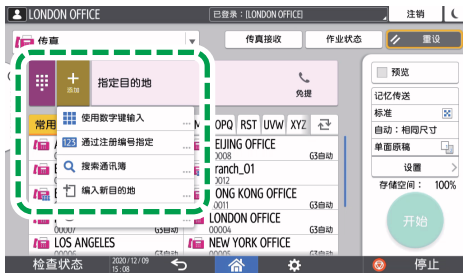 LONDON OFFICE
已登录：[LONDON OFFICE]
注销
传真
传真接收
作业状态
重设
添加
指定目的地
免提
预览
记忆传送
标准
自动：相同尺寸
单面原稿
设置
存储空间： 100%
开始
常用
OPQ RST UVW XYZ
使用数字键输入
...
123 通过注册编号指定
...
搜索通讯簿
...
编入新目的地
...
EIJING OFFICE
0008 G3自动
ranch_01
0012
ONG KONG OFFICE
0011 G3自动
LONDON OFFICE
00007 G3自动
00004 G3自动
LOS ANGELES
NEW YORK OFFICE
检查状态
2020/12/09
15:08
停止